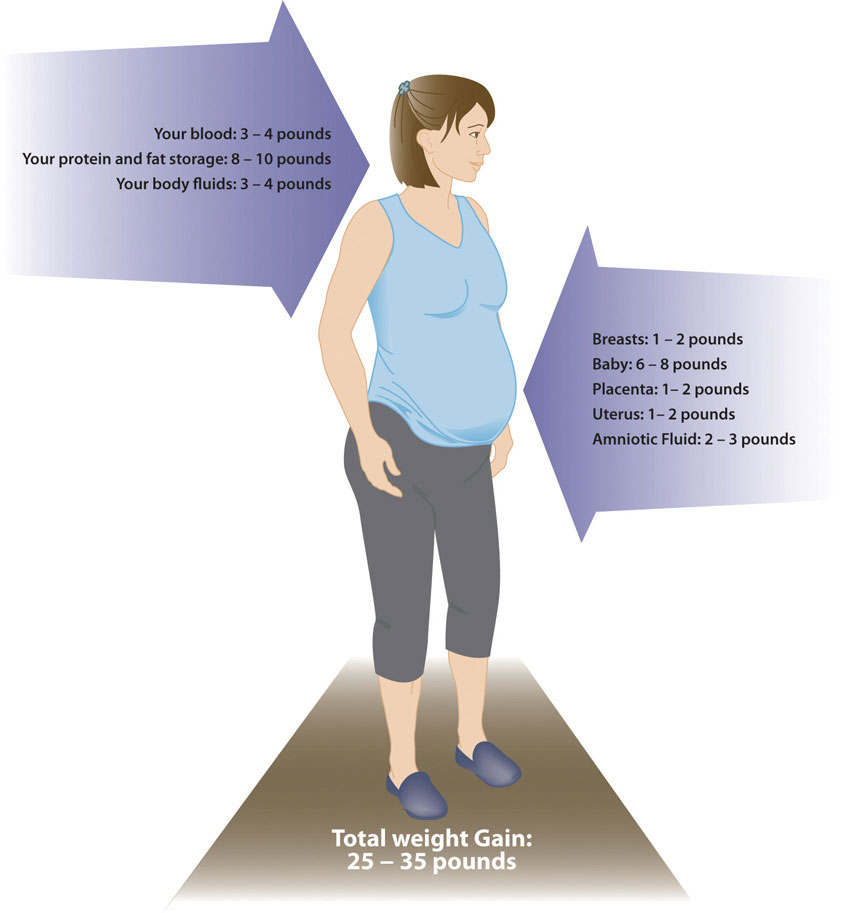 Your blood: 3 – 4 pounds
Your protein and fat storage: 8 – 10 pounds
Your body fluids: 3 – 4 pounds
Breasts: 1 – 2 pounds
Baby: 6 – 8 pounds
Placenta: 1– 2 pounds
Uterus: 1– 2 pounds
Amniotic Fluid: 2 – 3 pounds
Total weight Gain:
25 – 35 pounds